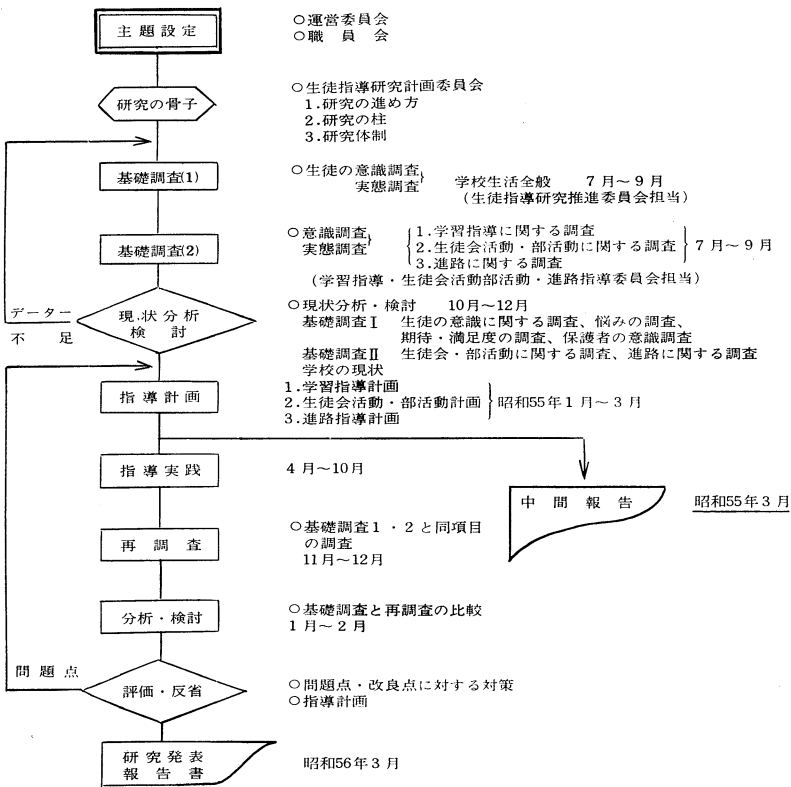 主題設定
○運営委員会
○職員会
研究の骨子
○生徒指導研究計画委員会
1.研究の進め方
2.研究の柱
3.研究体制
基礎調査(1)
○生徒の意識調査
実態調査
学校生活全般 7月～9月
(生徒指導研究推進委員会担当)
基礎調査(2)
○意識調査
実態調査
1.学習指導に関する調査
2.生徒会活動・部活動に関する調査
3.進路に関する調査
7月～9月
(学習指導・生徒会活動部活動・進路指導委員会担当)
データー
不足
現状分析
検討
○現状分析・検討 10月～12月
基礎調査Ⅰ 生徒の意識に関する調査、悩みの調査、
期待・満足度の調査、保護者の意識調査
基礎調査Ⅱ 生徒会・部活動に関する調査、進路に関する調査
学校の現状
指導計画
1.学習指導計画
2.生徒会活動・部活動計画
3.進路指導計画
昭和55年1月～3月
指導実践
4月～10月
中間報告
昭和55年3月
再調査
○基礎調査1・2と同項目
の調査
11月～12月
分析・検討
○基礎調査と再調査の比較
1月～2月
問題点
評価・反省
○問題点・改良点に対する対策
○指導計画
研究発表
報告書
昭和56年3月